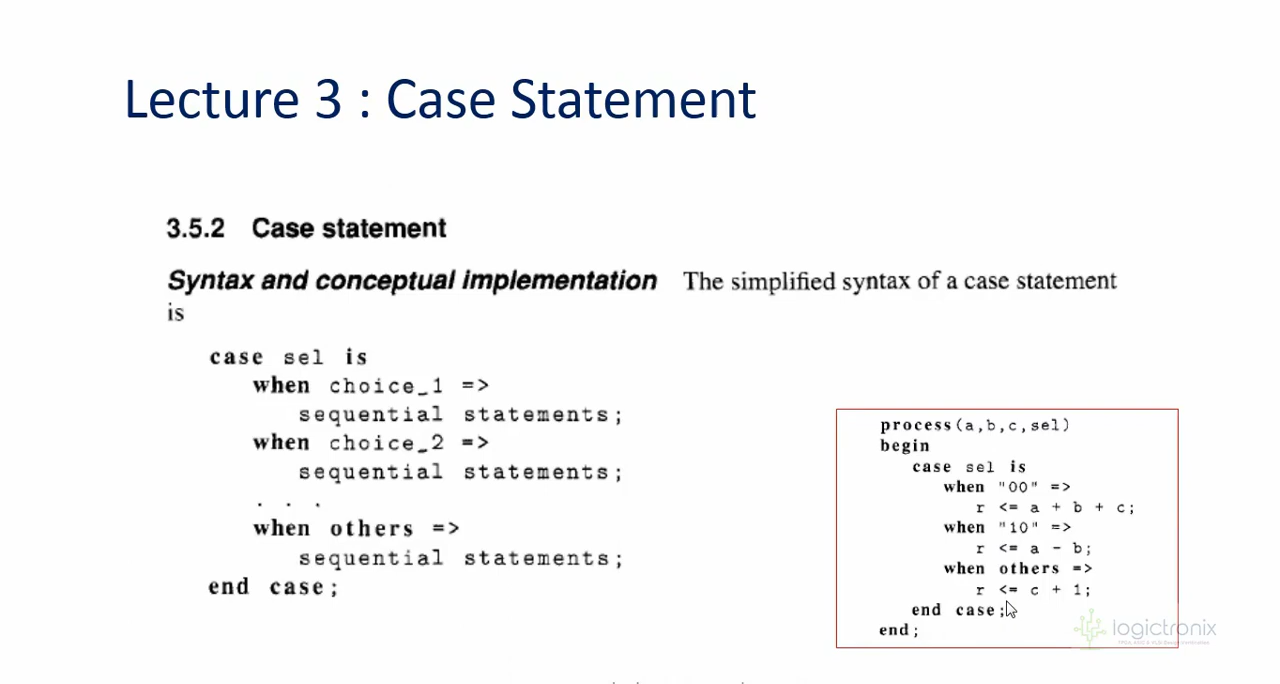 Lecture 3 : Case Statement
3.5.2 Case statement
Syntax and conceptual implementation The simplified syntax of a case statement
is
case sel is
when choice_1 =>
sequential statements;
when choice_2 =>
sequential statements;
. . .
when others =>
sequential statements;
end case;
process(a,b,c,sel)
begin
case sel is
when "00" =>
r <= a + b + c;
when "10" =>
r <= a - b;
when others =>
r <= c + 1;
end case;
end;
logictronix